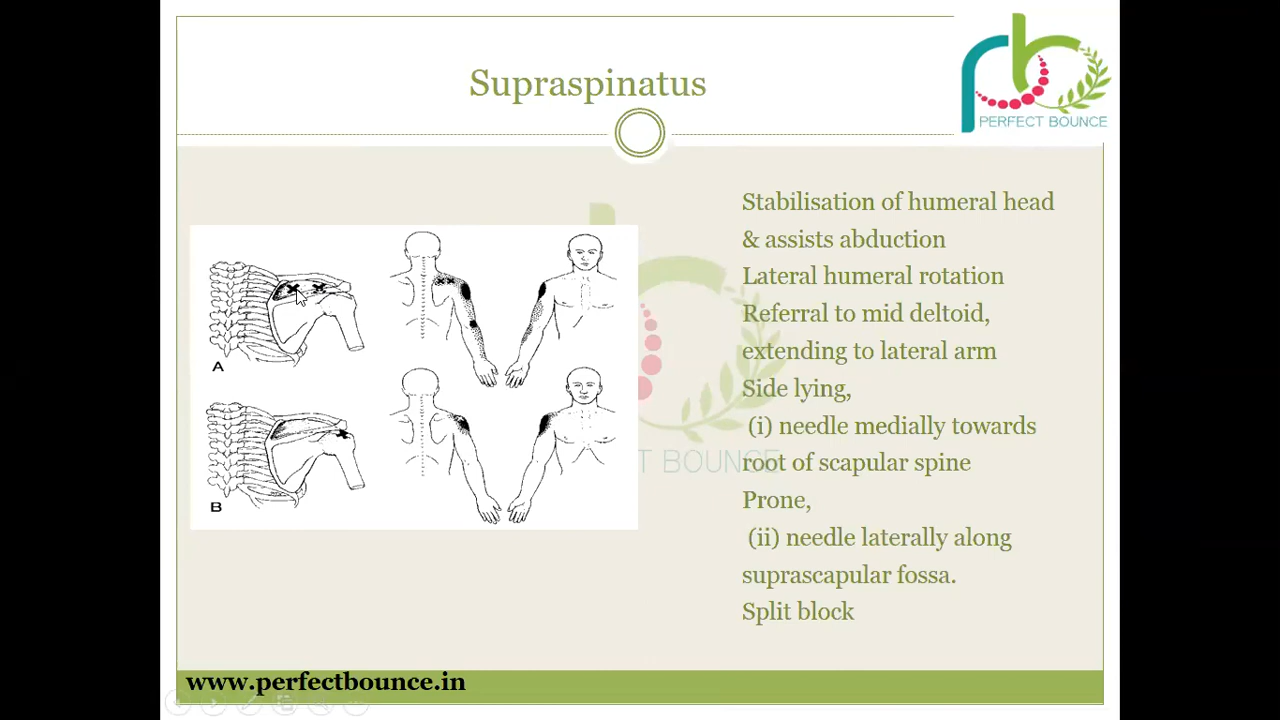 Supraspinatus
PERFECT BOUNCE
Stabilisation of humeral head
& assists abduction
Lateral humeral rotation
Referral to mid deltoid,
extending to lateral arm
Side lying,
(i) needle medially towards
root of scapular spine
Prone,
(ii) needle laterally along
suprascapular fossa.
Split block
A
B
T BOUNCE
www.perfectbounce.in